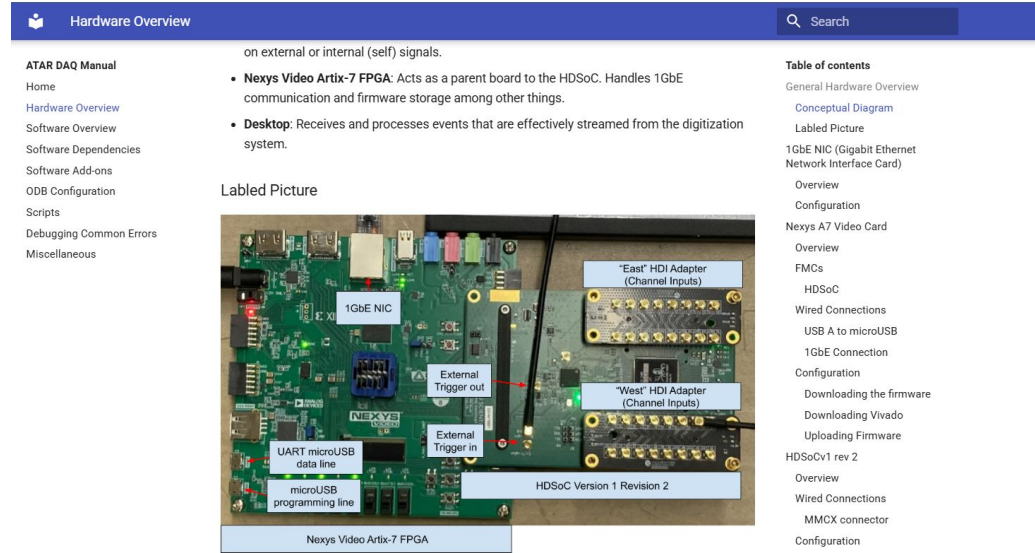 Hardware Overview
Search
ATAR DAQ Manual
Home
Hardware Overview
Software Overview
Software Dependencies
Software Add-ons
ODB Configuration
Scripts
Debugging Common Errors
Miscellaneous
on external or internal (self) signals.
Nexys Video Artix-7 FPGA: Acts as a parent board to the HDSoC. Handles 1GbE
communication and firmware storage among other things.
Desktop: Receives and processes events that are effectively streamed from the digitization
system.
Labled Picture
1GbE NIC
"East" HDI Adapter
(Channel Inputs)
External
Trigger out
"West" HDI Adapter
(Channel Inputs)
ANALOG
DEVICES
NEXYS
VIDEO
External
Trigger in
UART microUSB
data line
microUSB
programming line
HDSoC Version 1 Revision 2
Nexys Video Artix-7 FPGA
Table of contents
General Hardware Overview
Conceptual Diagram
Labled Picture
1GbE NIC (Gigabit Ethernet
Network Interface Card)
Overview
Configuration
Nexys A7 Video Card
Overview
FMCs
HDSoC
Wired Connections
USB A to microUSB
1GbE Connection
Configuration
Downloading the firmware
Downloading Vivado
Uploading Firmware
HDSoCv1 rev 2
Overview
Wired Connections
MMCX connector
Configuration